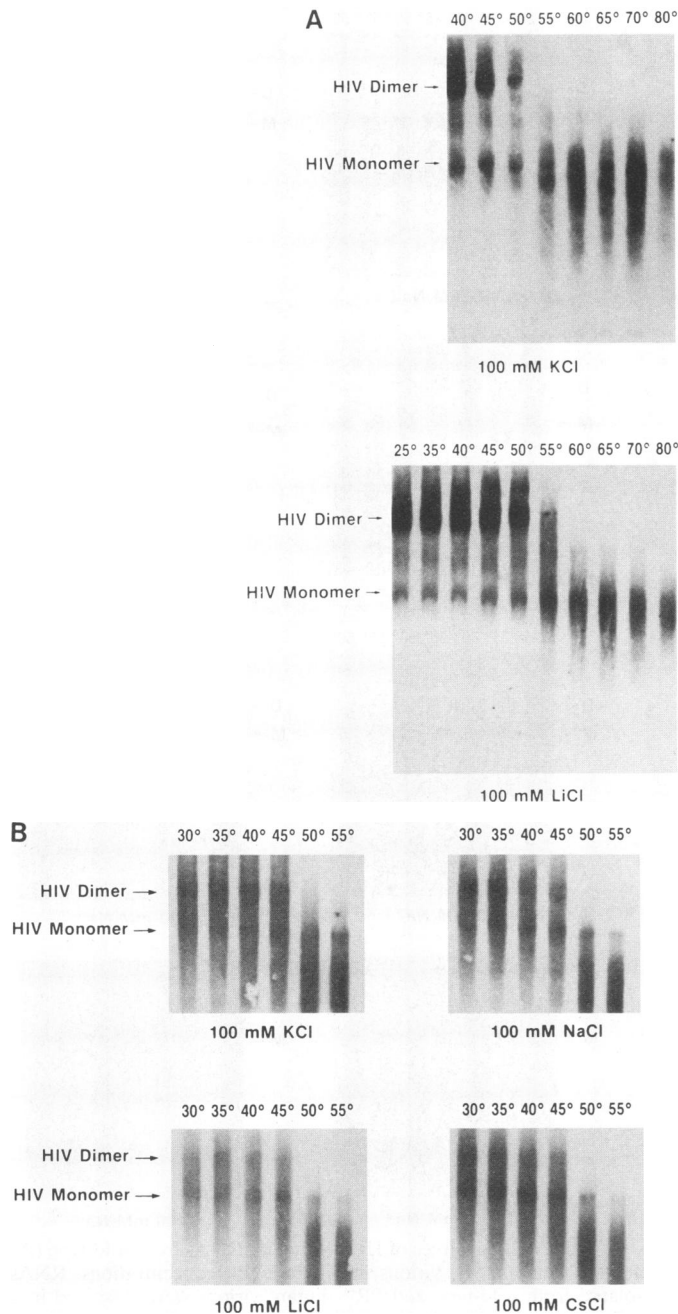 A
40° 45° 50° 55° 60° 65° 70° 80°
HIV Dimer →
HIV Monomer →
100 mM KCl
25° 35° 40° 45° 50° 55° 60° 65° 70° 80°
HIV Dimer →
HIV Monomer →
100 mM LiCl
B
30° 35° 40° 45° 50° 55°
30° 35° 40° 45° 50° 55°
HIV Dimer →
HIV Monomer →
100 mM KCl
100 mM NaCl
30° 35° 40° 45° 50° 55°
30° 35° 40° 45° 50° 55°
HIV Dimer →
HIV Monomer →
100 mM LiCl
100 mM CsCl